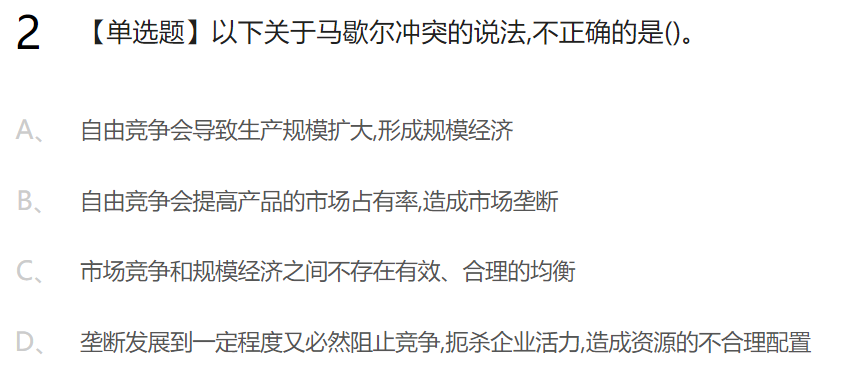 2 【单选题】以下关于马歇尔冲突的说法,不正确的是()。
A、 自由竞争会导致生产规模扩大,形成规模经济
B、 自由竞争会提高产品的市场占有率,造成市场垄断
C、 市场竞争和规模经济之间不存在有效、合理的均衡
D、 垄断发展到一定程度又必然阻止竞争,扼杀企业活力,造成资源的不合理配置